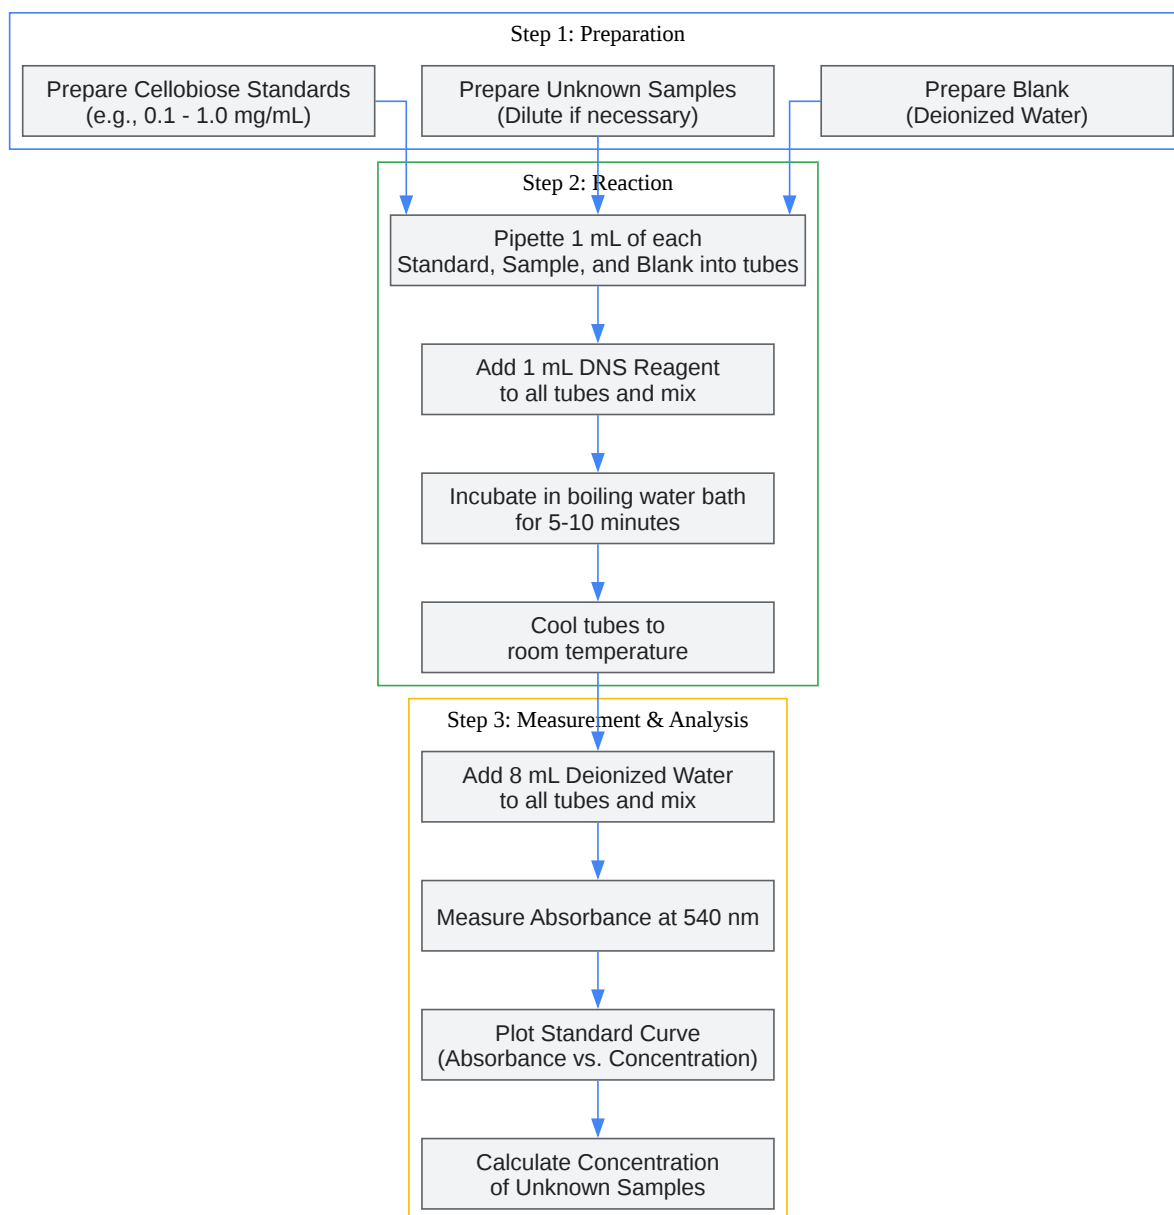 Step 1: Preparation
Prepare Cellobiose Standards
(e.g., 0.1 - 1.0 mg/mL)
Prepare Unknown Samples
(Dilute if necessary)
Prepare Blank
(Deionized Water)
Step 2: Reaction
Pipette 1 mL of each
Standard, Sample, and Blank into tubes
Add 1 mL DNS Reagent
to all tubes and mix
Incubate in boiling water bath
for 5-10 minutes
Cool tubes to
room temperature
Step 3: Measurement & Analysis
Add 8 mL Deionized Water
to all tubes and mix
Measure Absorbance at 540 nm
Plot Standard Curve
(Absorbance vs. Concentration)
Calculate Concentration
of Unknown Samples